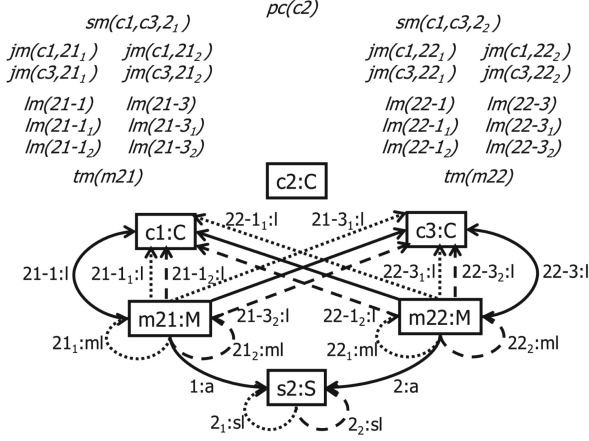 pc(c2)
sm(c1,c3,2₁) sm(c1,c3,2₂)
jm(c1,21₁) jm(c1,21₂) jm(c1,22₁) jm(c1,22₂)
jm(c3,21₁) jm(c3,21₂) jm(c3,22₁) jm(c3,22₂)
lm(21-1) lm(21-3) lm(22-1) lm(22-3)
lm(21-1₁) lm(21-3₁) lm(22-1₁) lm(22-3₁)
lm(21-1₂) lm(21-3₂) lm(22-1₂) lm(22-3₂)
tm(m21) c2:C tm(m22)
22-1₁:l 21-3₁:l
c1:C c3:C
21-1:l 21-1₁:l 21-1₂:l 22-3₁:l 22-3₂:l 22-3:l
m21:M 21-3₂:l 22-1₂:l m22:M
21₁:ml 21₂:ml 22₁:ml 22₂:ml
1:a s2:S 2:a
2₁:sl 2₂:sl